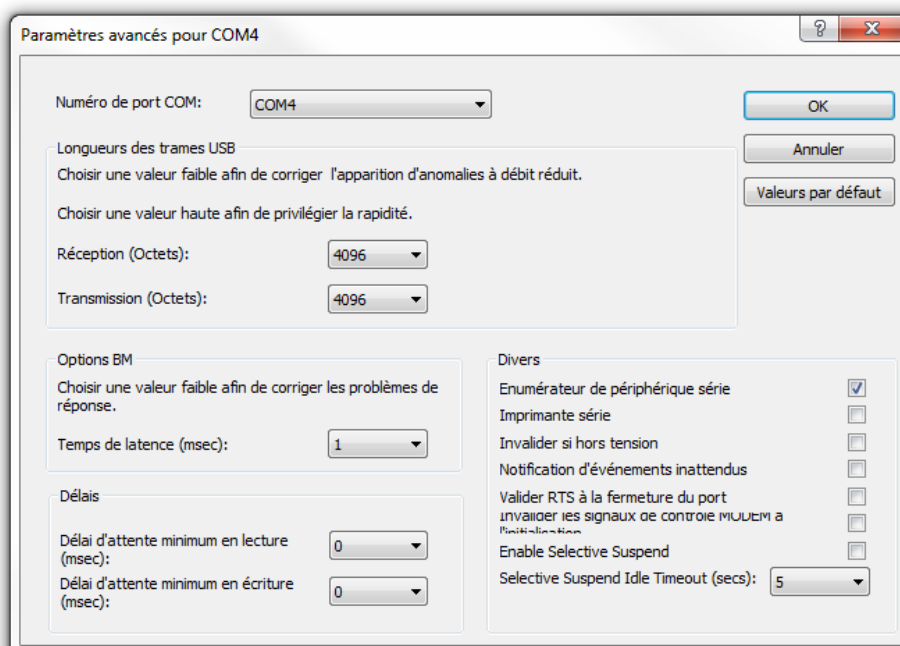 Paramètres avancés pour COM4
Numéro de port COM:
COM4
OK
Annuler
Valeurs par défaut
Longueurs des trames USB
Choisir une valeur faible afin de corriger l'apparition d'anomalies à débit réduit.
Choisir une valeur haute afin de privilégier la rapidité.
Réception (Octets):
4096
Transmission (Octets):
4096
Options BM
Choisir une valeur faible afin de corriger les problèmes de
réponse.
Temps de latence (msec):
1
Délais
Délai d'attente minimum en lecture
(msec):
0
Délai d'attente minimum en écriture
(msec):
0
Divers
Enumérateur de périphérique série
Imprimante série
Invalider si hors tension
Notification d'événements inattendus
Valider RTS à la fermeture du port
Invalider les signaux de contrôle MODEM à
l'initialisation
Enable Selective Suspend
Selective Suspend Idle Timeout (secs):
5